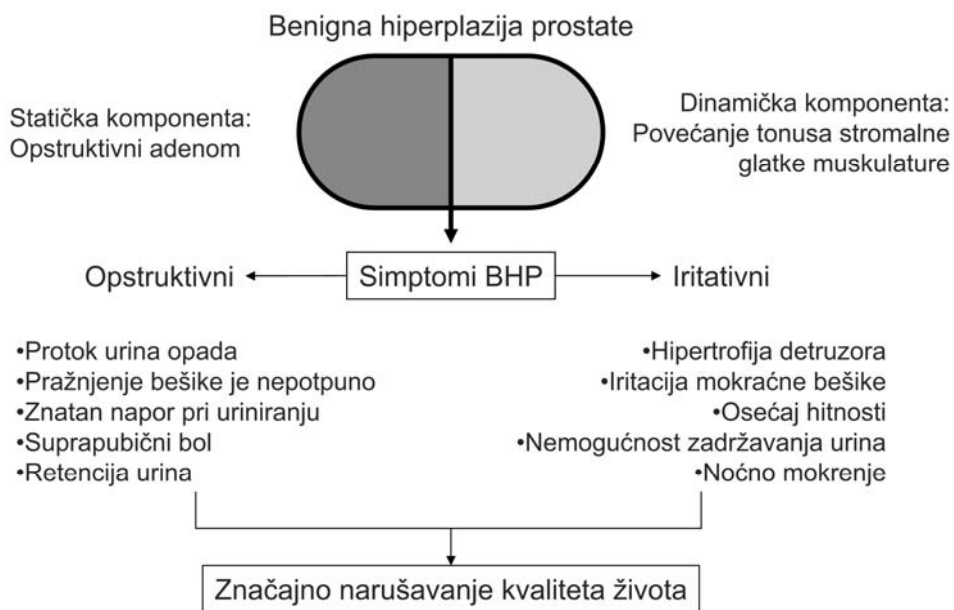 Benigna hiperplazija prostate
Statička komponenta:
Opstruktivni adenom
Dinamička komponenta:
Povećanje tonusa stromalne
glatke muskulature
Opstruktivni
Simptomi BHP
Iritativni
•Protok urina opada
•Pražnjenje bešike je nepotpuno
•Znatan napor pri uriniranju
•Suprapubični bol
•Retencija urina
•Hipertrofija detruzora
•Iritacija mokraćne bešike
•Osećaj hitnosti
•Nemogućnost zadržavanja urina
•Noćno mokrenje
Značajno narušavanje kvaliteta života